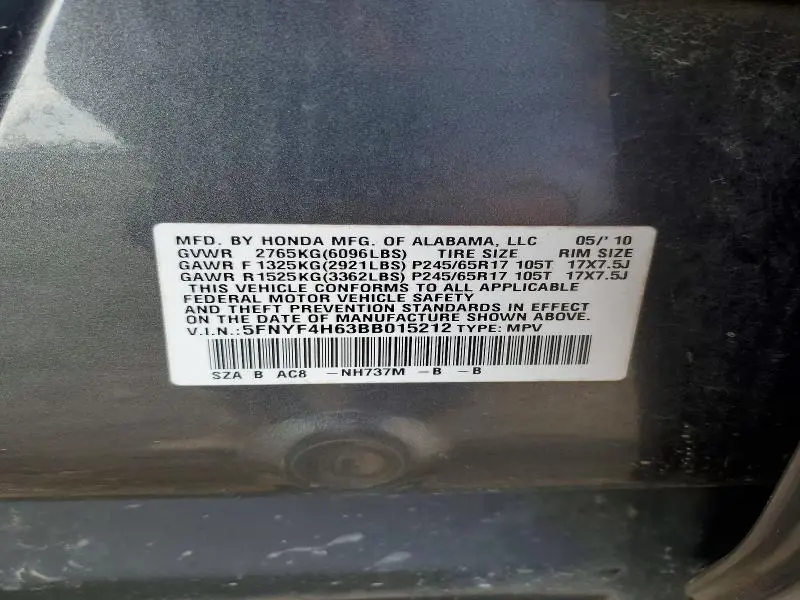 MFD. BY HONDA MFG. OF ALABAMA, LLC 05/'10
GVWR 2765KG(6096LBS) TIRE SIZE RIM SIZE
GAWR F 1325KG(2921LBS) P245/65R17 105T 17X7.5J
GAWR R 1525KG(3362LBS) P245/65R17 105T 17X7.5J
THIS VEHICLE CONFORMS TO ALL APPLICABLE
FEDERAL MOTOR VEHICLE SAFETY
AND THEFT PREVENTION STANDARDS IN EFFECT
ON THE DATE OF MANUFACTURE SHOWN ABOVE.
V.I.N.:5FNYF4H63BB015212 TYPE: MPV
SZA B AC8 -NH737M -B -B